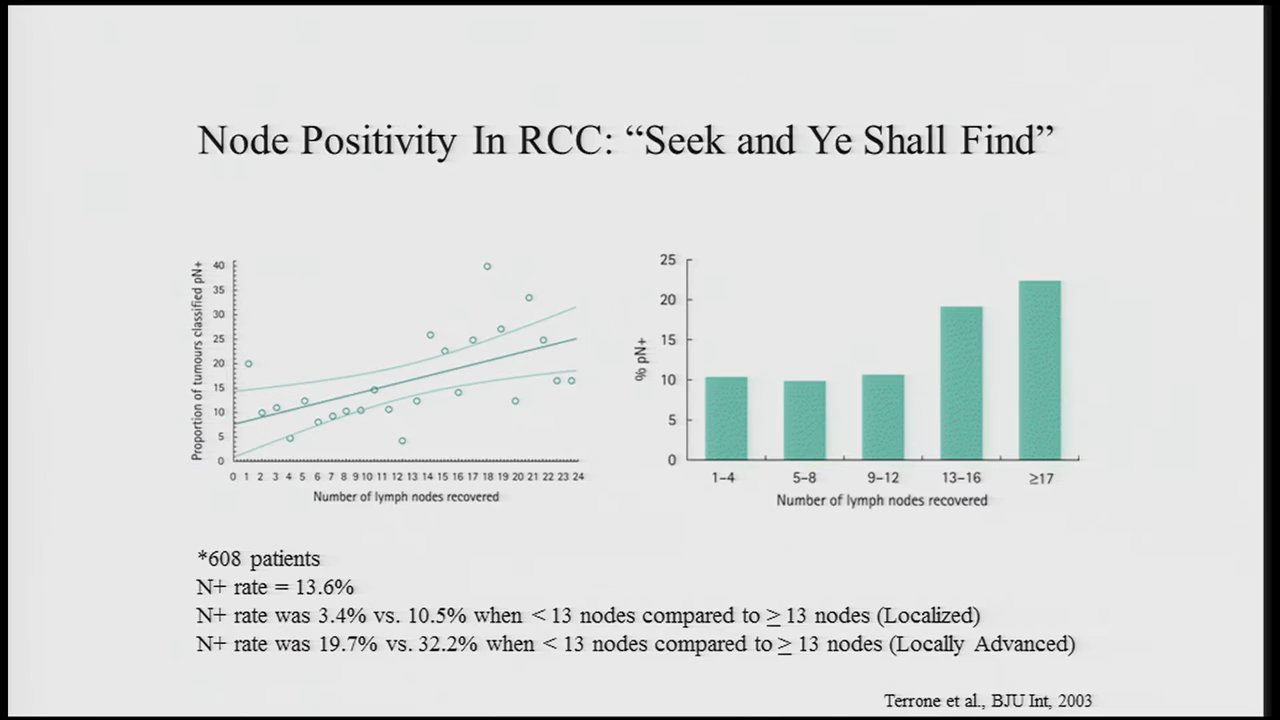 Node Positivity In RCC: “Seek and Ye Shall Find”
Proportion of tumours classified pN+
40
35
30
25
20
15
10
5
0
0 1 2 3 4 5 6 7 8 9 10 11 12 13 14 15 16 17 18 19 20 21 22 23 24
Number of lymph nodes recovered
% pN+
25
20
15
10
5
0
1–4 5–8 9–12 13–16 ≥17
Number of lymph nodes recovered
*608 patients
N+ rate = 13.6%
N+ rate was 3.4% vs. 10.5% when < 13 nodes compared to ≥ 13 nodes (Localized)
N+ rate was 19.7% vs. 32.2% when < 13 nodes compared to ≥ 13 nodes (Locally Advanced)
Terrone et al., BJU Int, 2003